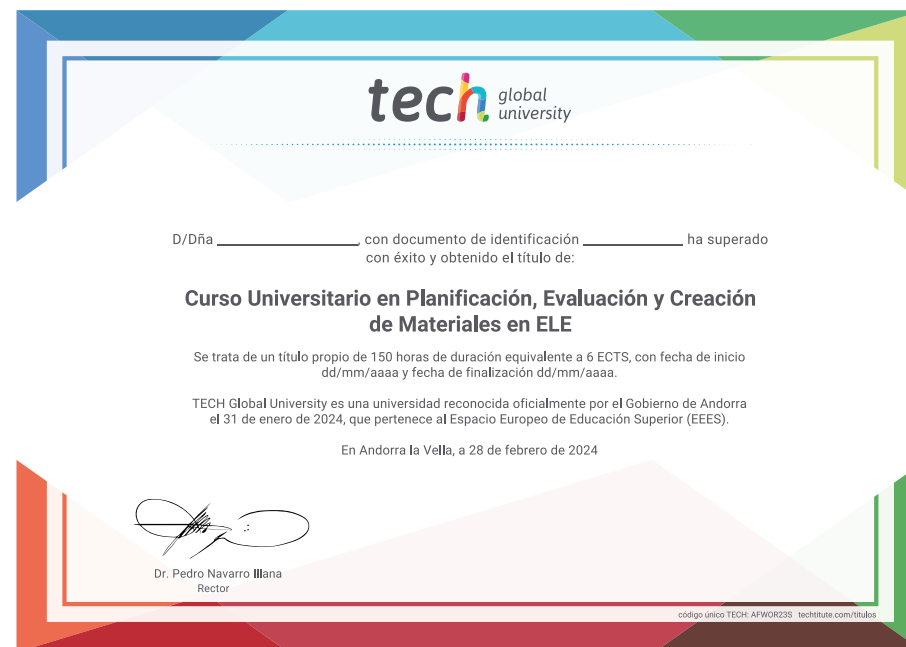 tech global university
D/Dña ______________, con documento de identificación __________ ha superado
con éxito y obtenido el título de:
Curso Universitario en Planificación, Evaluación y Creación
de Materiales en ELE
Se trata de un título propio de 150 horas de duración equivalente a 6 ECTS, con fecha de inicio
dd/mm/aaaa y fecha de finalización dd/mm/aaaa.
TECH Global University es una universidad reconocida oficialmente por el Gobierno de Andorra
el 31 de enero de 2024, que pertenece al Espacio Europeo de Educación Superior (EEES).
En Andorra la Vella, a 28 de febrero de 2024
Dr. Pedro Navarro Illana
Rector
código único TECH: AFWOR23S techtitute.com/titulos